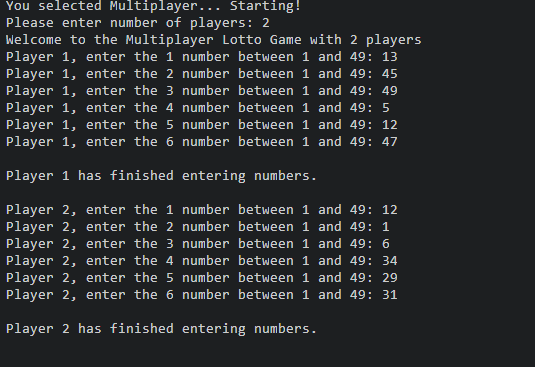 You selected Multiplayer... Starting!
Please enter number of players: 2
Welcome to the Multiplayer Lotto Game with 2 players
Player 1, enter the 1 number between 1 and 49: 13
Player 1, enter the 2 number between 1 and 49: 45
Player 1, enter the 3 number between 1 and 49: 49
Player 1, enter the 4 number between 1 and 49: 5
Player 1, enter the 5 number between 1 and 49: 12
Player 1, enter the 6 number between 1 and 49: 47
Player 1 has finished entering numbers.
Player 2, enter the 1 number between 1 and 49: 12
Player 2, enter the 2 number between 1 and 49: 1
Player 2, enter the 3 number between 1 and 49: 6
Player 2, enter the 4 number between 1 and 49: 34
Player 2, enter the 5 number between 1 and 49: 29
Player 2, enter the 6 number between 1 and 49: 31
Player 2 has finished entering numbers.